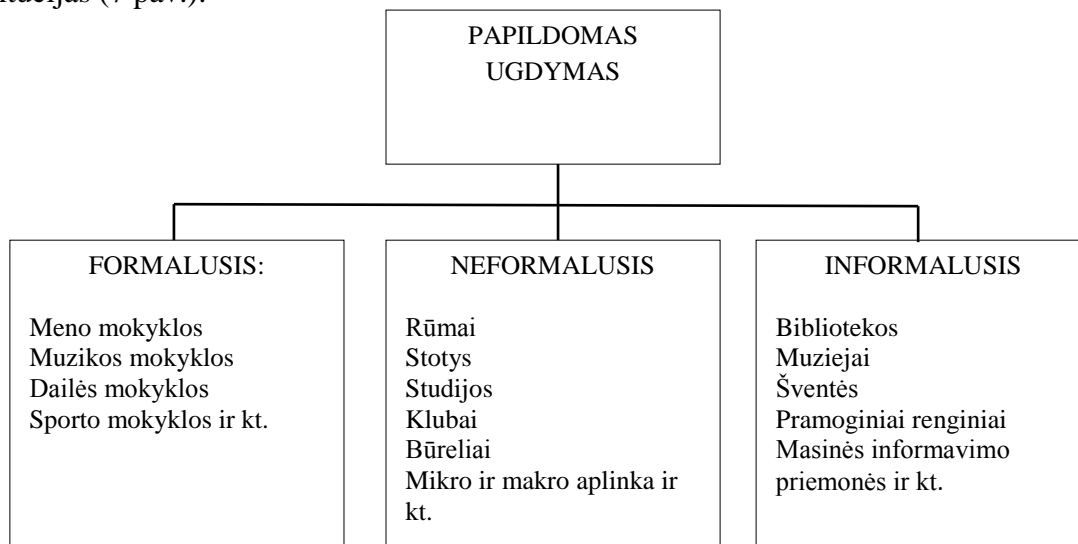 (7 pav.).
PAPILDOMAS
UGDYMAS
FORMALUSIS:
Meno mokyklos
Muzikos mokyklos
Dailės mokyklos
Sporto mokyklos ir kt.
NEFORMALUSIS
Rūmai
Stotys
Studijos
Klubai
Būreliai
Mikro ir makro aplinka ir
kt.
INFORMALUSIS
Bibliotekos
Muziejai
Šventės
Pramoginiai renginiai
Masinės informavimo
priemonės ir kt.